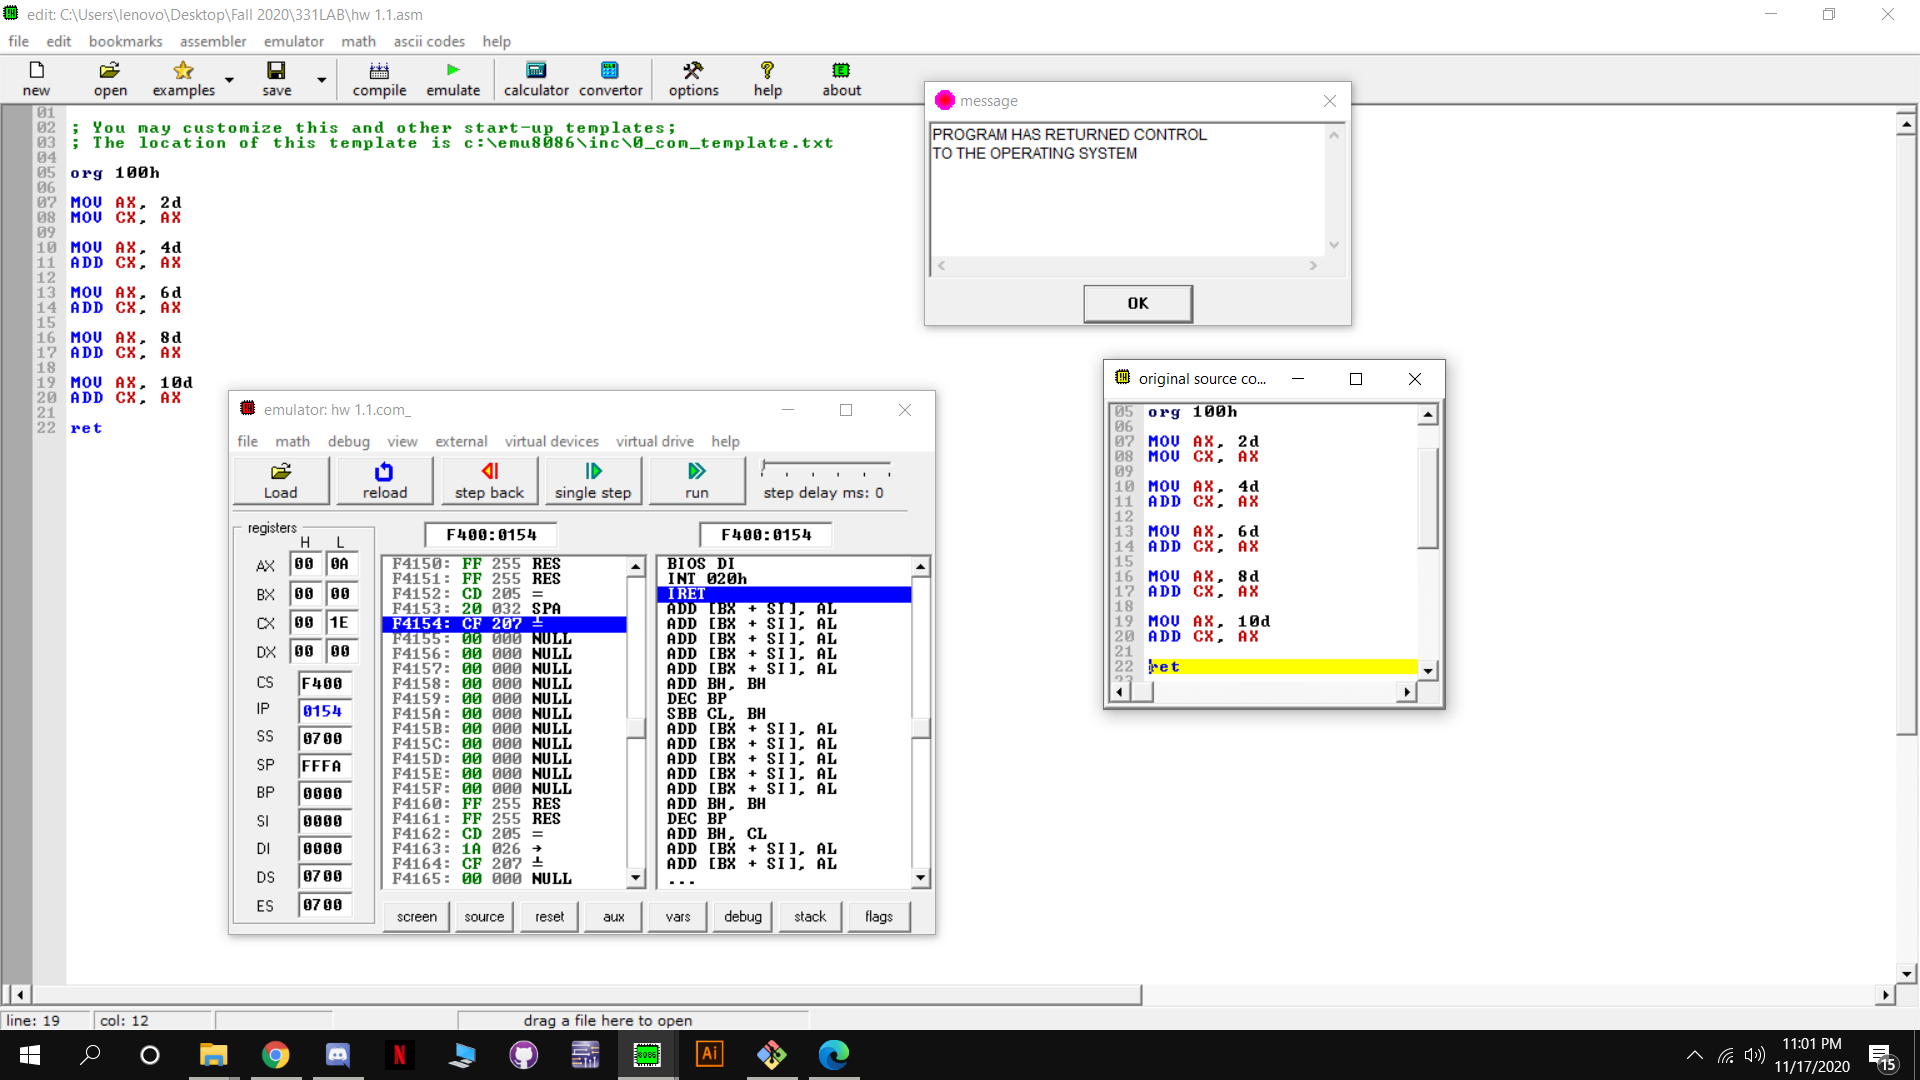 edit: C:\Users\lenovo\Desktop\Fall 2020\331LAB\hw 1.1.asm
file edit bookmarks assembler emulator math ascii codes help
new open examples save compile emulate calculator convertor options help about
01
02 ; You may customize this and other start-up templates;
03 ; The location of this template is c:\emu8086\inc\0_com_template.txt
04
05 org 100h
06
07 MOV AX, 2d
08 MOV CX, AX
09
10 MOV AX, 4d
11 ADD CX, AX
12
13 MOV AX, 6d
14 ADD CX, AX
15
16 MOV AX, 8d
17 ADD CX, AX
18
19 MOV AX, 10d
20 ADD CX, AX
21
22 ret
message
PROGRAM HAS RETURNED CONTROL
TO THE OPERATING SYSTEM
OK
original source co...
05 org 100h
06
07 MOV AX, 2d
08 MOV CX, AX
09
10 MOV AX, 4d
11 ADD CX, AX
12
13 MOV AX, 6d
14 ADD CX, AX
15
16 MOV AX, 8d
17 ADD CX, AX
18
19 MOV AX, 10d
20 ADD CX, AX
21
22 ret
23
emulator: hw 1.1.com_
file math debug view external virtual devices virtual drive help
Load reload step back single step run step delay ms: 0
registers
H L
AX 00 0A
BX 00 00
CX 00 1E
DX 00 00
CS F400
IP 0154
SS 0700
SP FFFA
BP 0000
SI 0000
DI 0000
DS 0700
ES 0700
F400:0154
F4150: FF 255 RES
F4151: FF 255 RES
F4152: CD 205 =
F4153: 20 032 SPA
F4154: CF 207 ╧
F4155: 00 000 NULL
F4156: 00 000 NULL
F4157: 00 000 NULL
F4158: 00 000 NULL
F4159: 00 000 NULL
F415A: 00 000 NULL
F415B: 00 000 NULL
F415C: 00 000 NULL
F415D: 00 000 NULL
F415E: 00 000 NULL
F415F: 00 000 NULL
F4160: FF 255 RES
F4161: FF 255 RES
F4162: CD 205 =
F4163: 1A 026 →
F4164: CF 207 ╧
F4165: 00 000 NULL
F400:0154
BIOS DI
INT 020h
IRET
ADD [BX + SI], AL
ADD [BX + SI], AL
ADD [BX + SI], AL
ADD [BX + SI], AL
ADD [BX + SI], AL
ADD BH, BH
DEC BP
SBB CL, BH
ADD [BX + SI], AL
ADD [BX + SI], AL
ADD [BX + SI], AL
ADD [BX + SI], AL
ADD [BX + SI], AL
ADD BH, BH
DEC BP
ADD BH, CL
ADD [BX + SI], AL
ADD [BX + SI], AL
...
screen source reset aux vars debug stack flags
line: 19 col: 12 drag a file here to open
8086
Ai
11:01 PM
11/17/2020
15